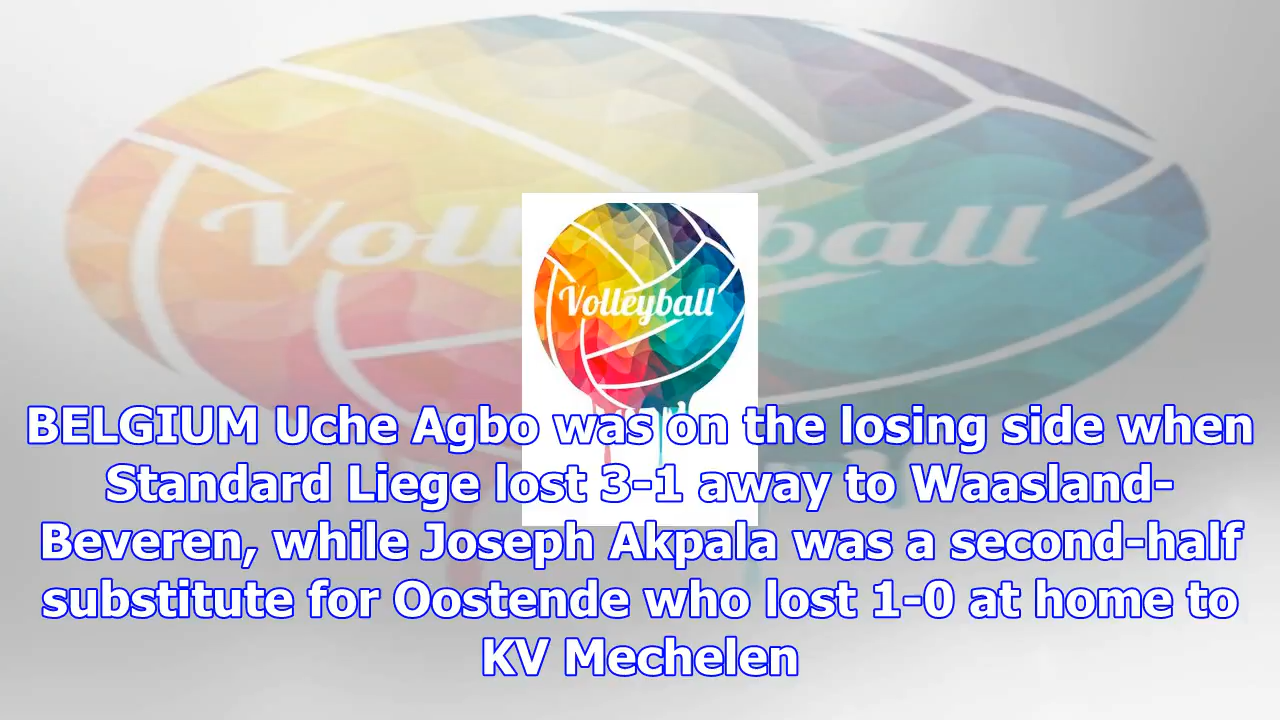 Volleyball
Volleyball
BELGIUM Uche Agbo was on the losing side when
Standard Liege lost 3-1 away to Waasland-
Beveren, while Joseph Akpala was a second-half
substitute for Oostende who lost 1-0 at home to
KV Mechelen